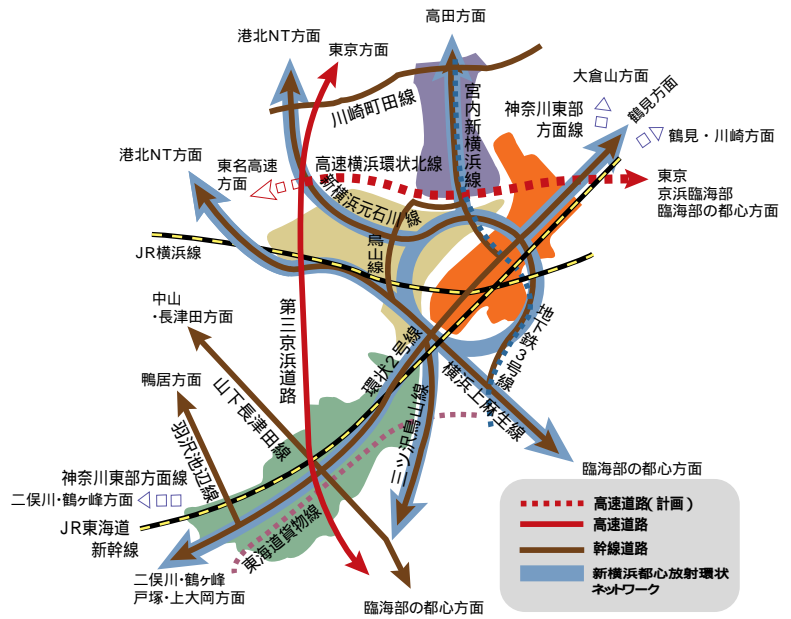 高田方面
港北NT方面
東京方面
大倉山方面
川崎町田線
宮内新横浜線
神奈川東部
方面線
鶴見方面
鶴見・川崎方面
港北NT方面
東名高速
方面
高速横浜環状北線
東京
京浜臨海部
臨海部の都心方面
新横浜元石川線
鳥山線
JR横浜線
中山
・長津田方面
第三京浜道路
地下鉄3号線
環状2号線
横浜上麻生線
鴨居方面
山下長津田線
三ツ沢鳥山線
羽沢池辺線
臨海部の都心方面
神奈川東部方面線
二俣川・鶴ヶ峰方面
JR東海道
新幹線
東海道貨物線
二俣川・鶴ヶ峰
戸塚・上大岡方面
臨海部の都心方面
高速道路(計画)
高速道路
幹線道路
新横浜都心放射環状
ネットワーク